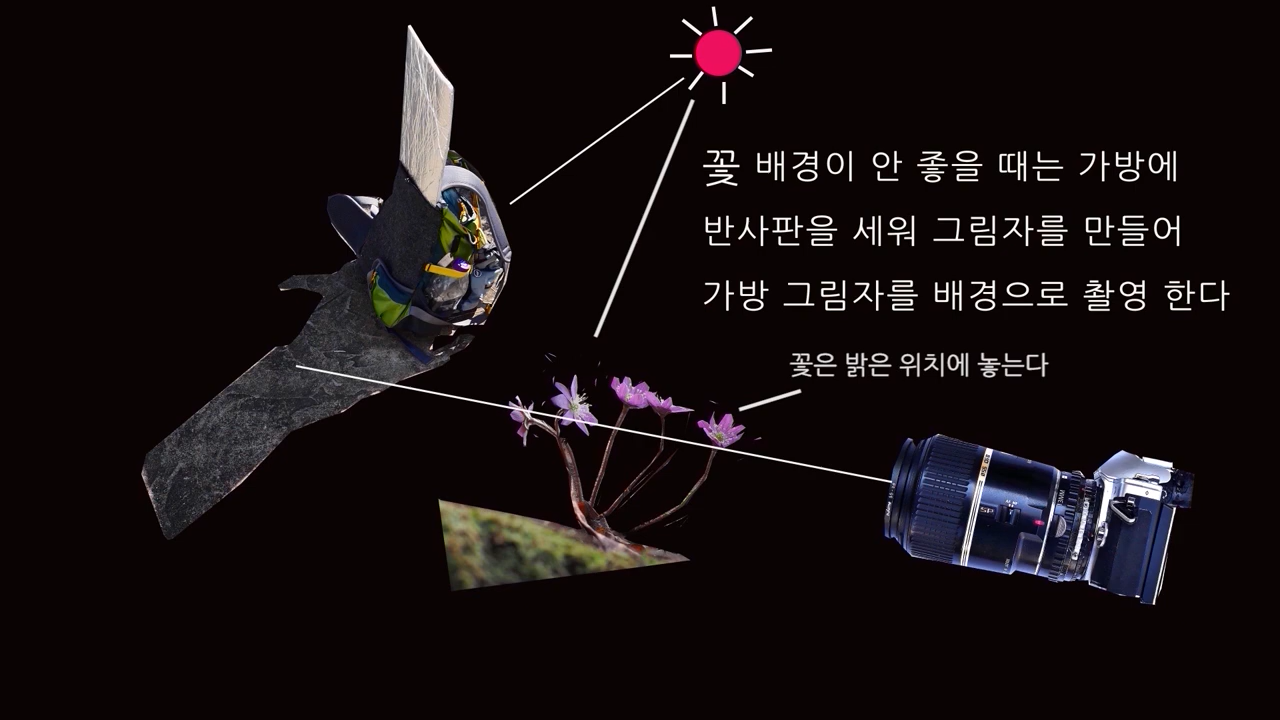 꽃 배경이 안 좋을 때는 가방에
반사판을 세워 그림자를 만들어
가방 그림자를 배경으로 촬영 한다
꽃은 밝은 위치에 놓는다